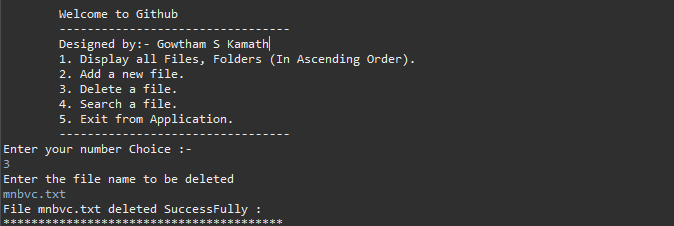 Welcome to Github
---------------------------------
Designed by:- Gowtham S Kamath
1. Display all Files, Folders (In Ascending Order).
2. Add a new file.
3. Delete a file.
4. Search a file.
5. Exit from Application.
---------------------------------
Enter your number Choice :-
3
Enter the file name to be deleted
mnbvc.txt
File mnbvc.txt deleted SuccessFully :
****************************************